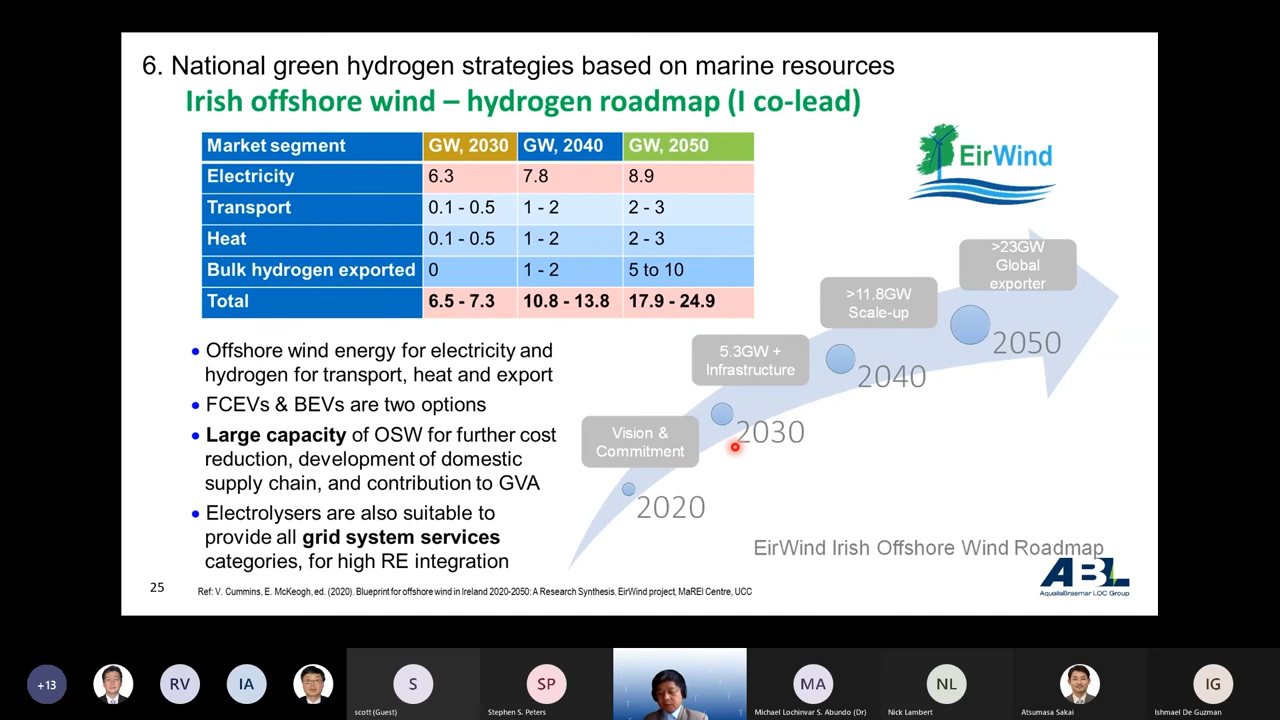 6. National green hydrogen strategies based on marine resources
Irish offshore wind – hydrogen roadmap (I co-lead)
Market segment GW, 2030 GW, 2040 GW, 2050
Electricity 6.3 7.8 8.9
Transport 0.1 - 0.5 1 - 2 2 - 3
Heat 0.1 - 0.5 1 - 2 2 - 3
Bulk hydrogen exported 0 1 - 2 5 to 10
Total 6.5 - 7.3 10.8 - 13.8 17.9 - 24.9
EirWind
• Offshore wind energy for electricity and
hydrogen for transport, heat and export
• FCEVs & BEVs are two options
• Large capacity of OSW for further cost
reduction, development of domestic
supply chain, and contribution to GVA
• Electrolysers are also suitable to
provide all grid system services
categories, for high RE integration
>23GW
Global
exporter
2050
>11.8GW
Scale-up
2040
5.3GW +
Infrastructure
2030
Vision &
Commitment
2020
EirWind Irish Offshore Wind Roadmap
ABL
AqualisBraemar LOC Group
25
Ref: V. Cummins, E. McKeogh, ed. (2020). Blueprint for offshore wind in Ireland 2020-2050: A Research Synthesis. EirWind project, MaREI Centre, UCC
+13
RV
IA
S
scott (Guest)
SP
Stephen S. Peters
MA
Michael Lochinvar S. Abundo (Dr)
NL
Nick Lambert
Atsumasa Sakai
IG
Ishmael De Guzman